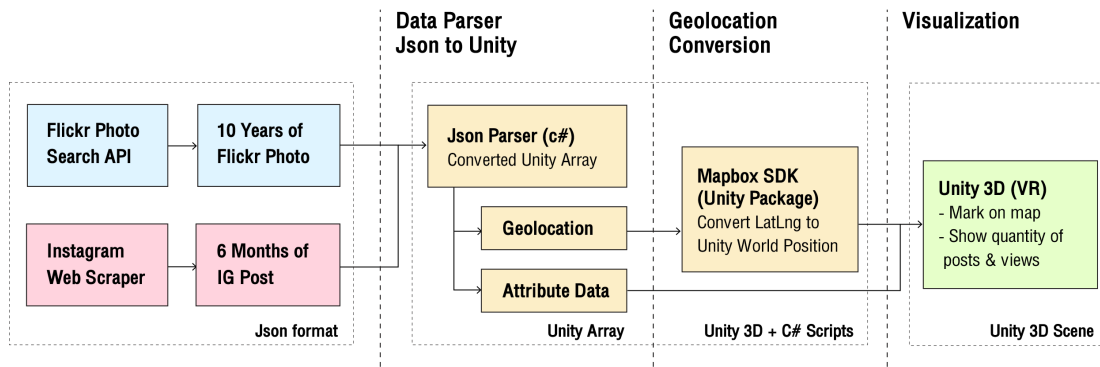 Data Parser
Json to Unity
Geolocation
Conversion
Visualization
Flickr Photo
Search API
10 Years of
Flickr Photo
Instagram
Web Scraper
6 Months of
IG Post
Json format
Json Parser (c#)
Converted Unity Array
Geolocation
Attribute Data
Unity Array
Mapbox SDK
(Unity Package)
Convert LatLng to
Unity World Position
Unity 3D + C# Scripts
Unity 3D (VR)
- Mark on map
- Show quantity of
posts & views
Unity 3D Scene